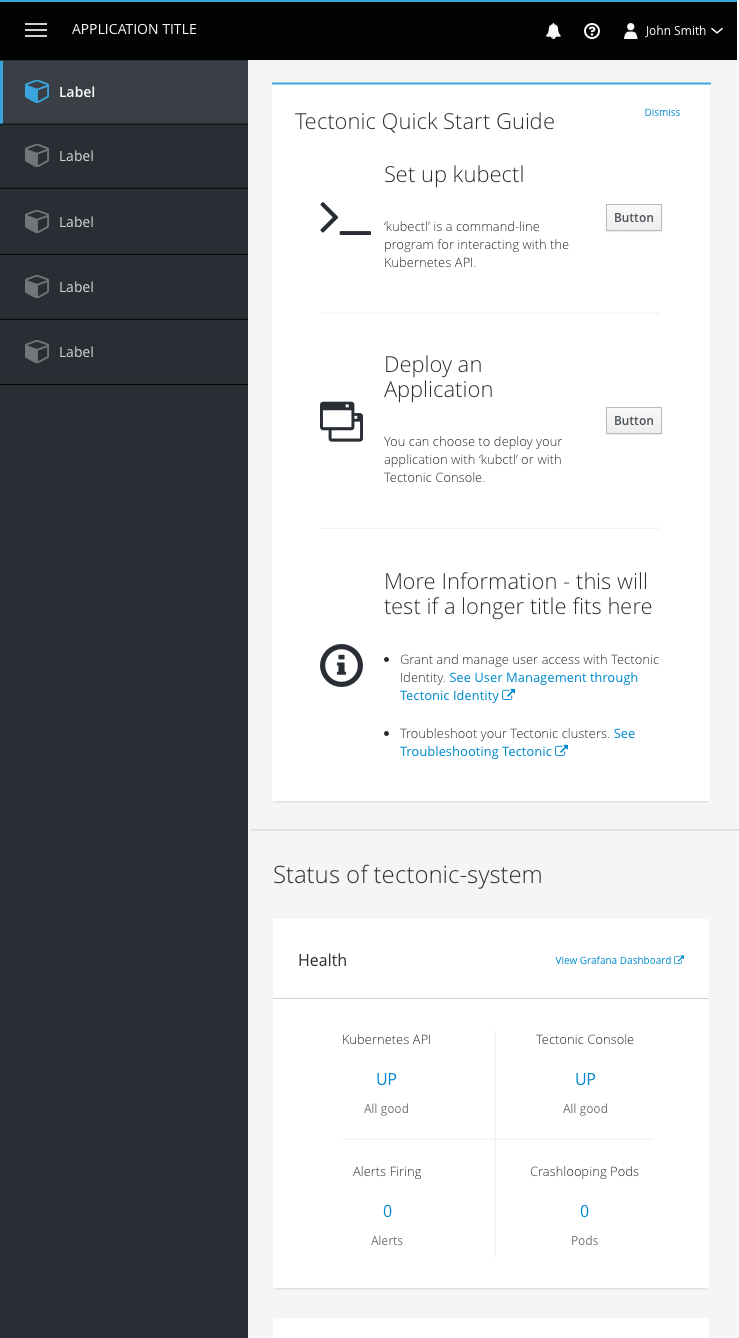 APPLICATION TITLE
John Smith
Label
Label
Label
Label
Label
Tectonic Quick Start Guide
Dismiss
Set up kubectl
‘kubectl’ is a command-line
program for interacting with the
Kubernetes API.
Button
Deploy an
Application
You can choose to deploy your
application with ‘kubctl’ or with
Tectonic Console.
Button
More Information - this will
test if a longer title fits here
Grant and manage user access with Tectonic
Identity. See User Management through
Tectonic Identity
Troubleshoot your Tectonic clusters. See
Troubleshooting Tectonic
Status of tectonic-system
Health
View Grafana Dashboard
Kubernetes API
UP
All good
Tectonic Console
UP
All good
Alerts Firing
0
Alerts
Crashlooping Pods
0
Pods